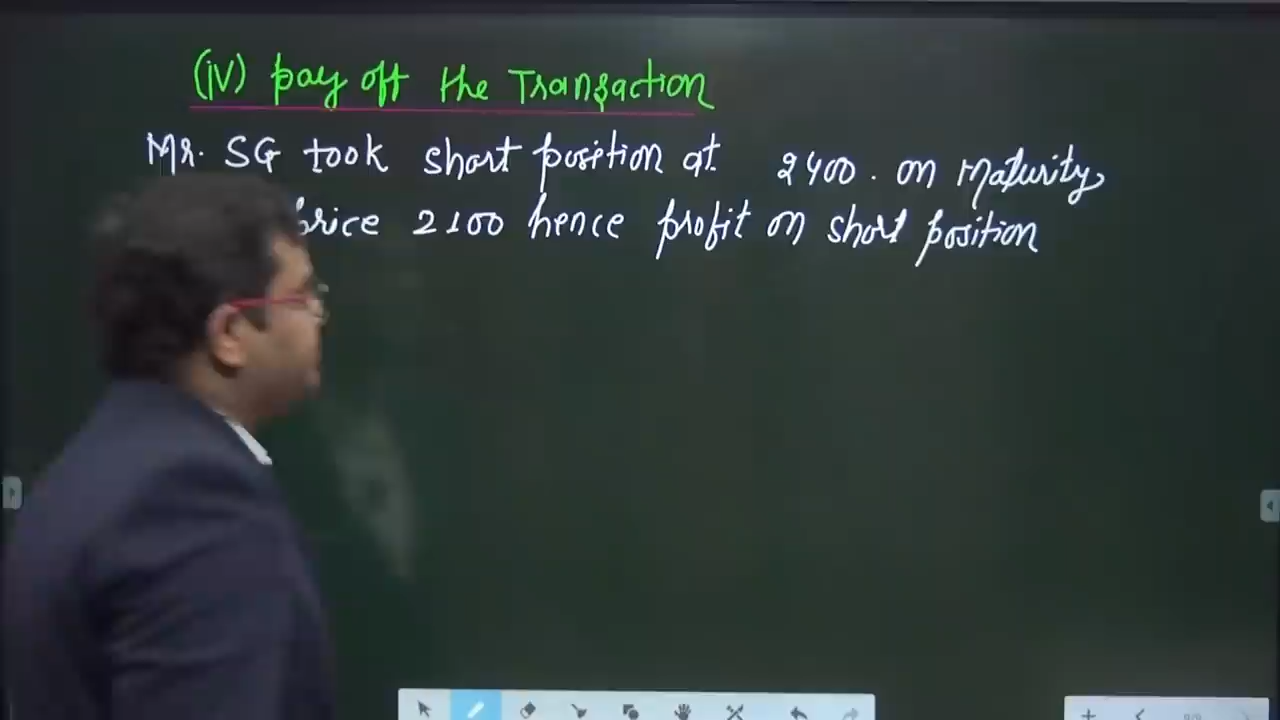 (iv) pay off the Transaction
Mr. SG took short position at 2400. on Maturity
price 2100 hence profit on short position